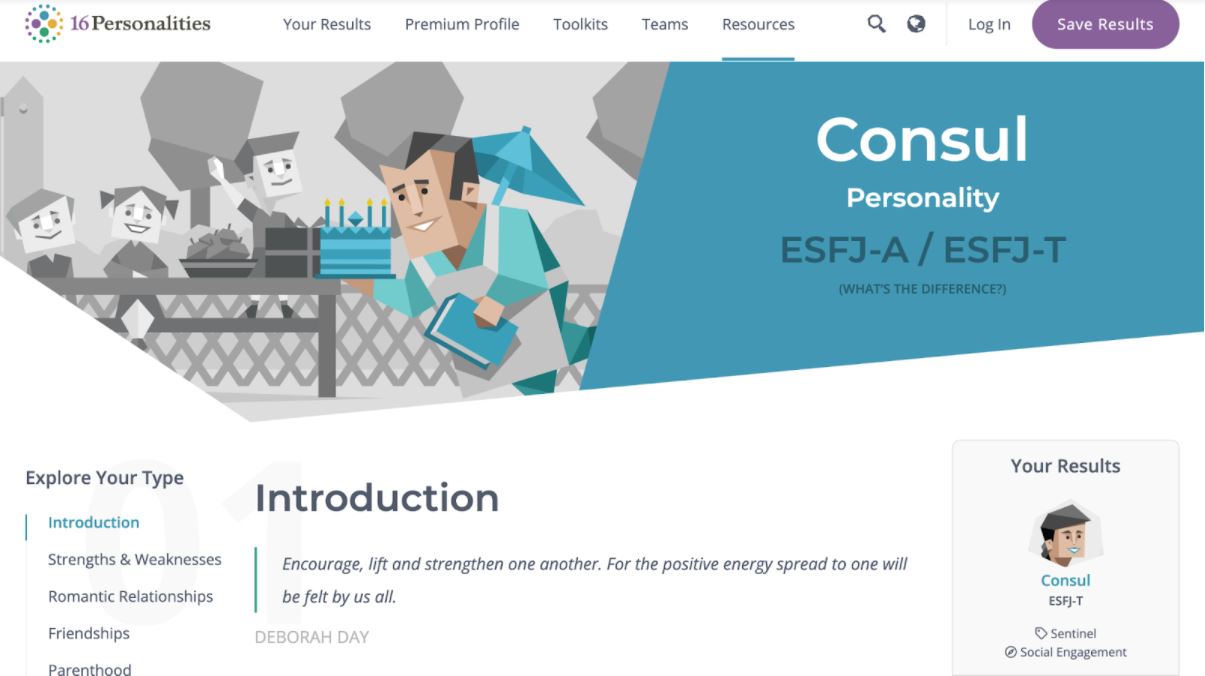 16Personalities
Your Results
Premium Profile
Toolkits
Teams
Resources
Log In
Save Results
Consul
Personality
ESFJ-A / ESFJ-T
(WHAT'S THE DIFFERENCE?)
01
Explore Your Type
Introduction
Strengths & Weaknesses
Romantic Relationships
Friendships
Parenthood
Introduction
Encourage, lift and strengthen one another. For the positive energy spread to one will
be felt by us all.
DEBORAH DAY
Your Results
Consul
ESFJ-T
Sentinel
Social Engagement